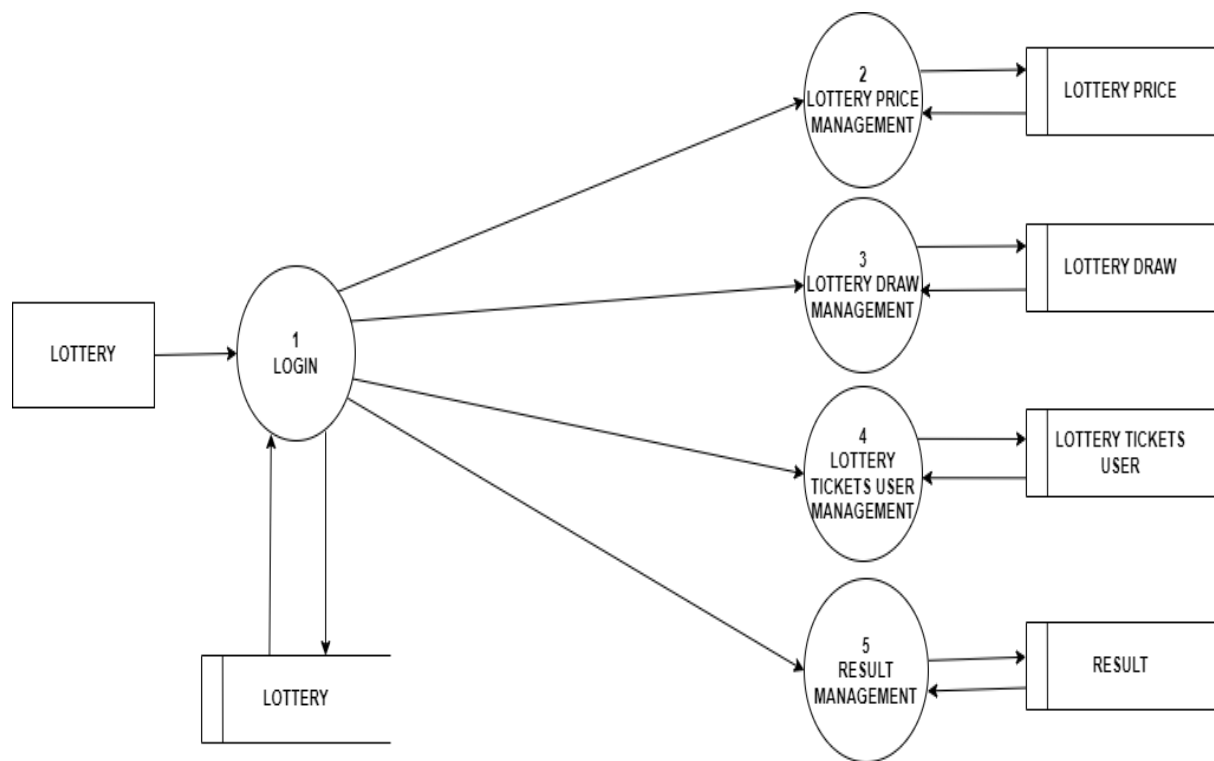 LOTTERY
1
LOGIN
LOTTERY
2
LOTTERY PRICE
MANAGEMENT
LOTTERY PRICE
3
LOTTERY DRAW
MANAGEMENT
LOTTERY DRAW
4
LOTTERY
TICKETS USER
MANAGEMENT
LOTTERY TICKETS
USER
5
RESULT
MANAGEMENT
RESULT